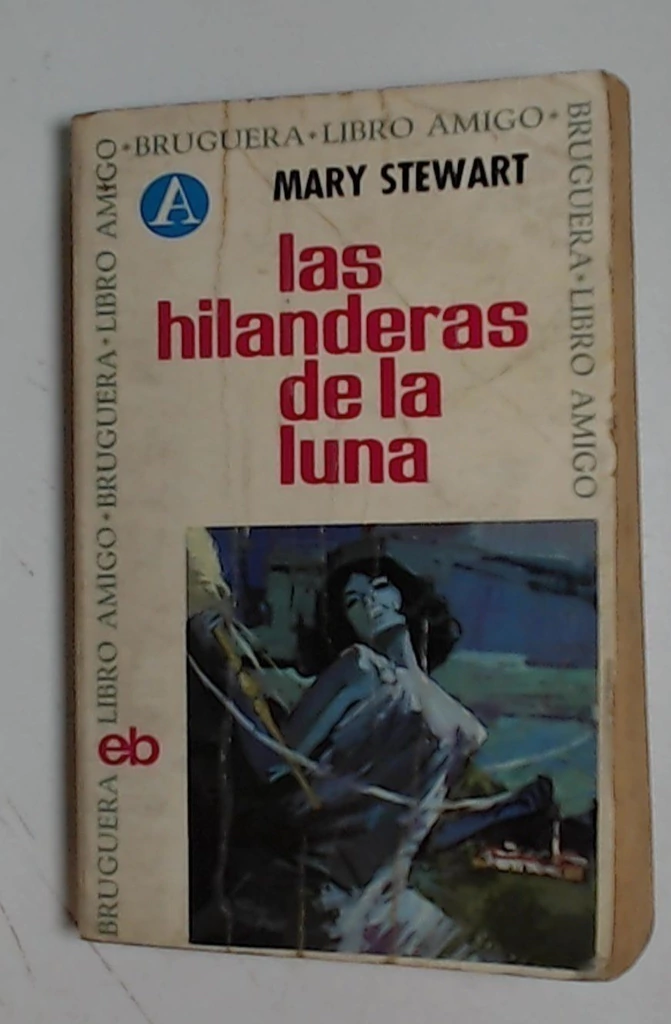 • BRUGUERA • LIBRO AMIGO •
BRUGUERA • LIBRO AMIGO
BRUGUERA LIBRO AMIGO • BRUGUERA • LIBRO AMIGO
A
MARY STEWART
las
hilanderas
de la
luna
eb